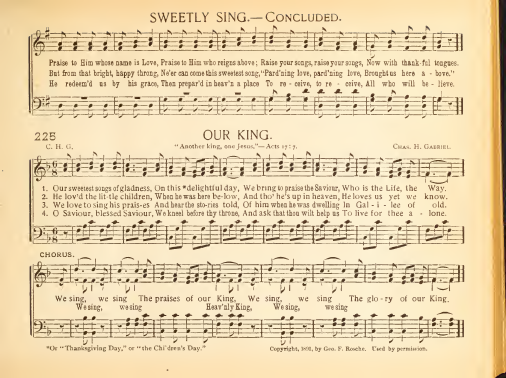 SWEETLY SING.—CONCLUDED.
Praise to Him whose name is Love, Praise to Him who reigns above; Raise your songs, raise your songs, Now with thank-ful tongues.
But from that bright, happy throng, Ne'er can come this sweetest song, "Pard'ning love, pard'ning love, Brought us here a - bove."
He redeem'd us by his grace, Then prepar'd in heav'n a place To re - ceive, to re - ceive, All who will be - lieve.
225 OUR KING.
C. H. G. "Another king, one Jesus."—Acts 17:7. CHAS. H. GABRIEL.
1. Our sweetest songs of gladness, On this *delightful day, We bring to praise the Saviour, Who is the Life, the Way.
2. He lov'd the lit-tle children, When he was here be-low, And tho' he's up in heaven, He loves us yet we know.
3. We love to sing his prais-es And hear the sto-ries told, Of him when he was dwelling In Gal - i - lee of old.
4. O Saviour, blessed Saviour, We kneel before thy throne, And ask that thou wilt help us To live for thee a - lone.
CHORUS.
We sing, we sing The praises of our King, We sing, we sing The glo - ry of our King.
We sing, we sing Heav'nly King, We sing, we sing
*Or "Thanksgiving Day," or "the Children's Day." Copyright, 1891, by Geo. F. Rosche. Used by permission.